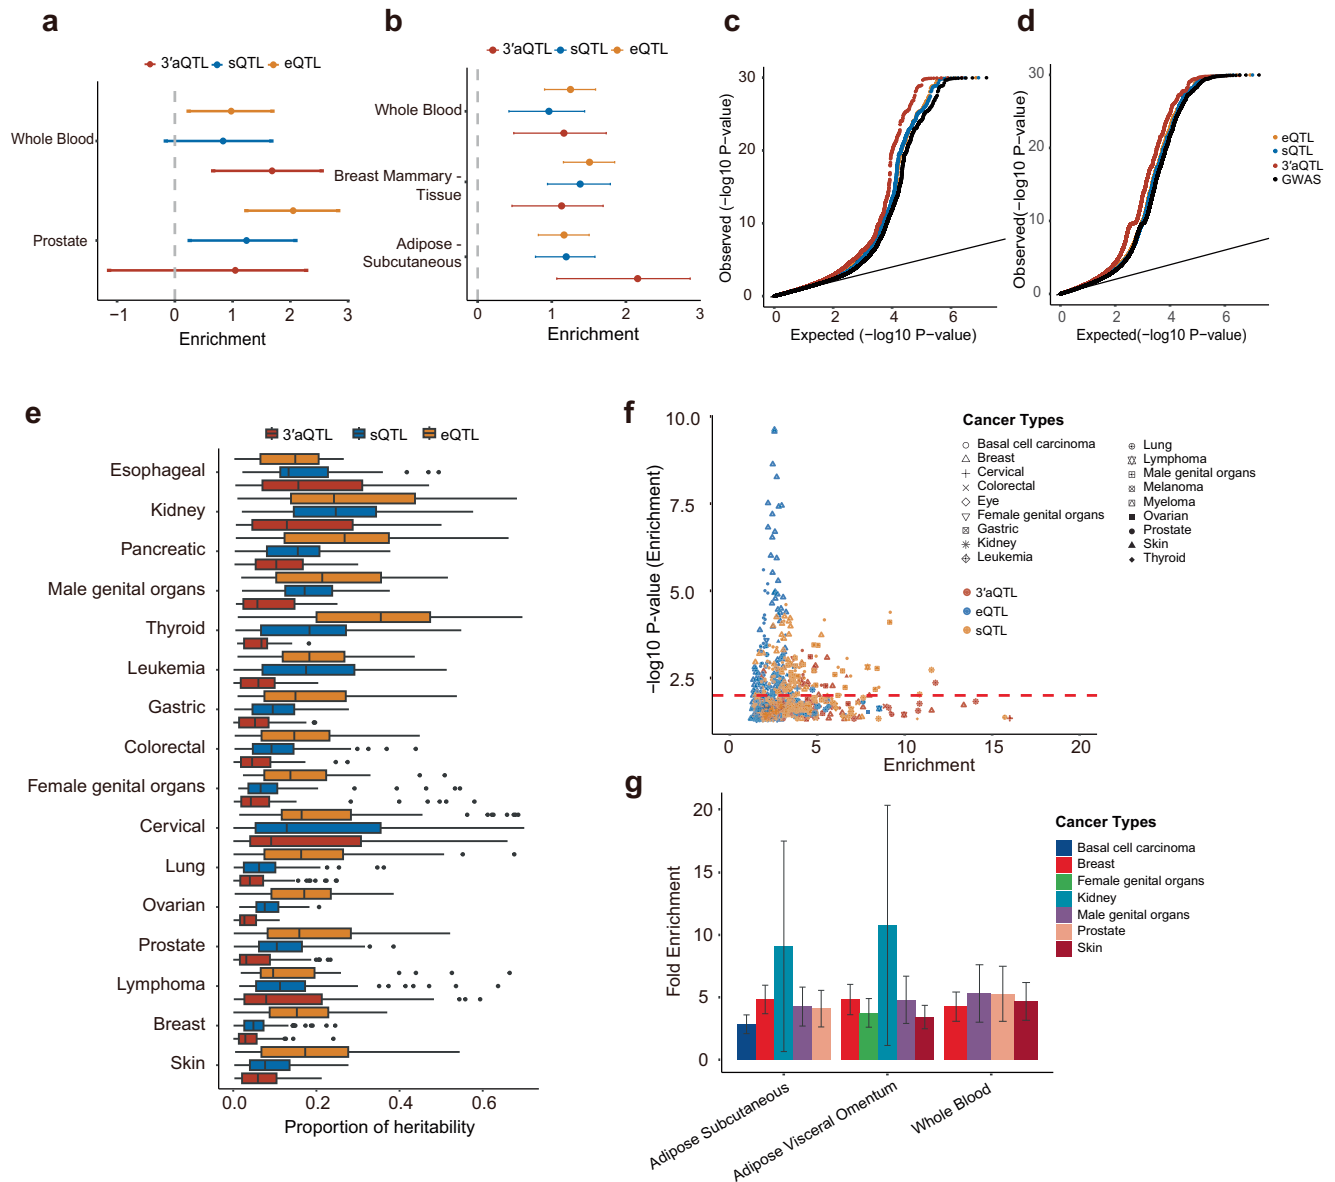 a
3′aQTL sQTL eQTL
Whole Blood
Prostate
−1 0 1 2 3
Enrichment
b
3′aQTL sQTL eQTL
Whole Blood
Breast Mammary -
Tissue
Adipose -
Subcutaneous
0 1 2 3
Enrichment
c
Observed (−log10 P−value)
30
20
10
0
0 2 4 6
Expected (−log10 P−value)
d
Observed(−log10 P−value)
30
20
10
0
0 2 4 6
Expected(−log10 P−value)
eQTL
sQTL
3′aQTL
GWAS
e
3′aQTL sQTL eQTL
Esophageal
Kidney
Pancreatic
Male genital organs
Thyroid
Leukemia
Gastric
Colorectal
Female genital organs
Cervical
Lung
Ovarian
Prostate
Lymphoma
Breast
Skin
0.0 0.2 0.4 0.6
Proportion of heritability
f
−log10 P-value (Enrichment)
10.0
7.5
5.0
2.5
0 5 10 15 20
Enrichment
Cancer Types
Basal cell carcinoma
Breast
Cervical
Colorectal
Eye
Female genital organs
Gastric
Kidney
Leukemia
Lung
Lymphoma
Male genital organs
Melanoma
Myeloma
Ovarian
Prostate
Skin
Thyroid
3′aQTL
eQTL
sQTL
g
Fold Enrichment
20
15
10
5
0
Adipose Subcutaneous
Adipose Visceral Omentum
Whole Blood
Cancer Types
Basal cell carcinoma
Breast
Female genital organs
Kidney
Male genital organs
Prostate
Skin